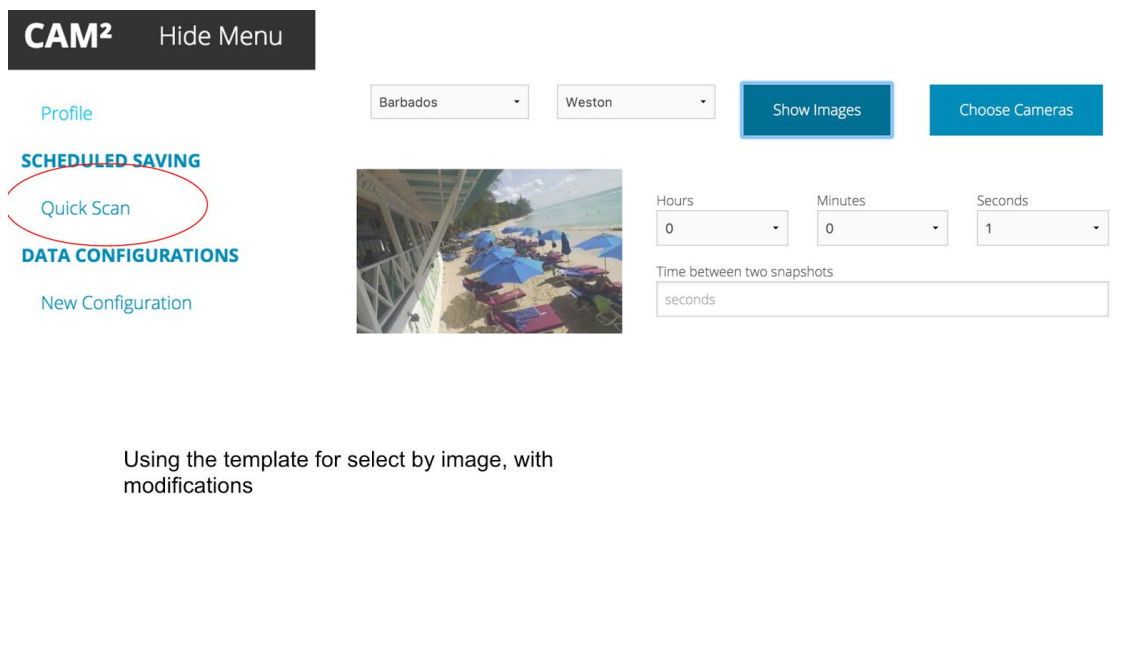 CAM² Hide Menu
Profile
SCHEDULED SAVING
Quick Scan
DATA CONFIGURATIONS
New Configuration
Barbados Weston Show Images Choose Cameras
Hours Minutes Seconds
0 0 1
Time between two snapshots
seconds
Using the template for select by image, with
modifications